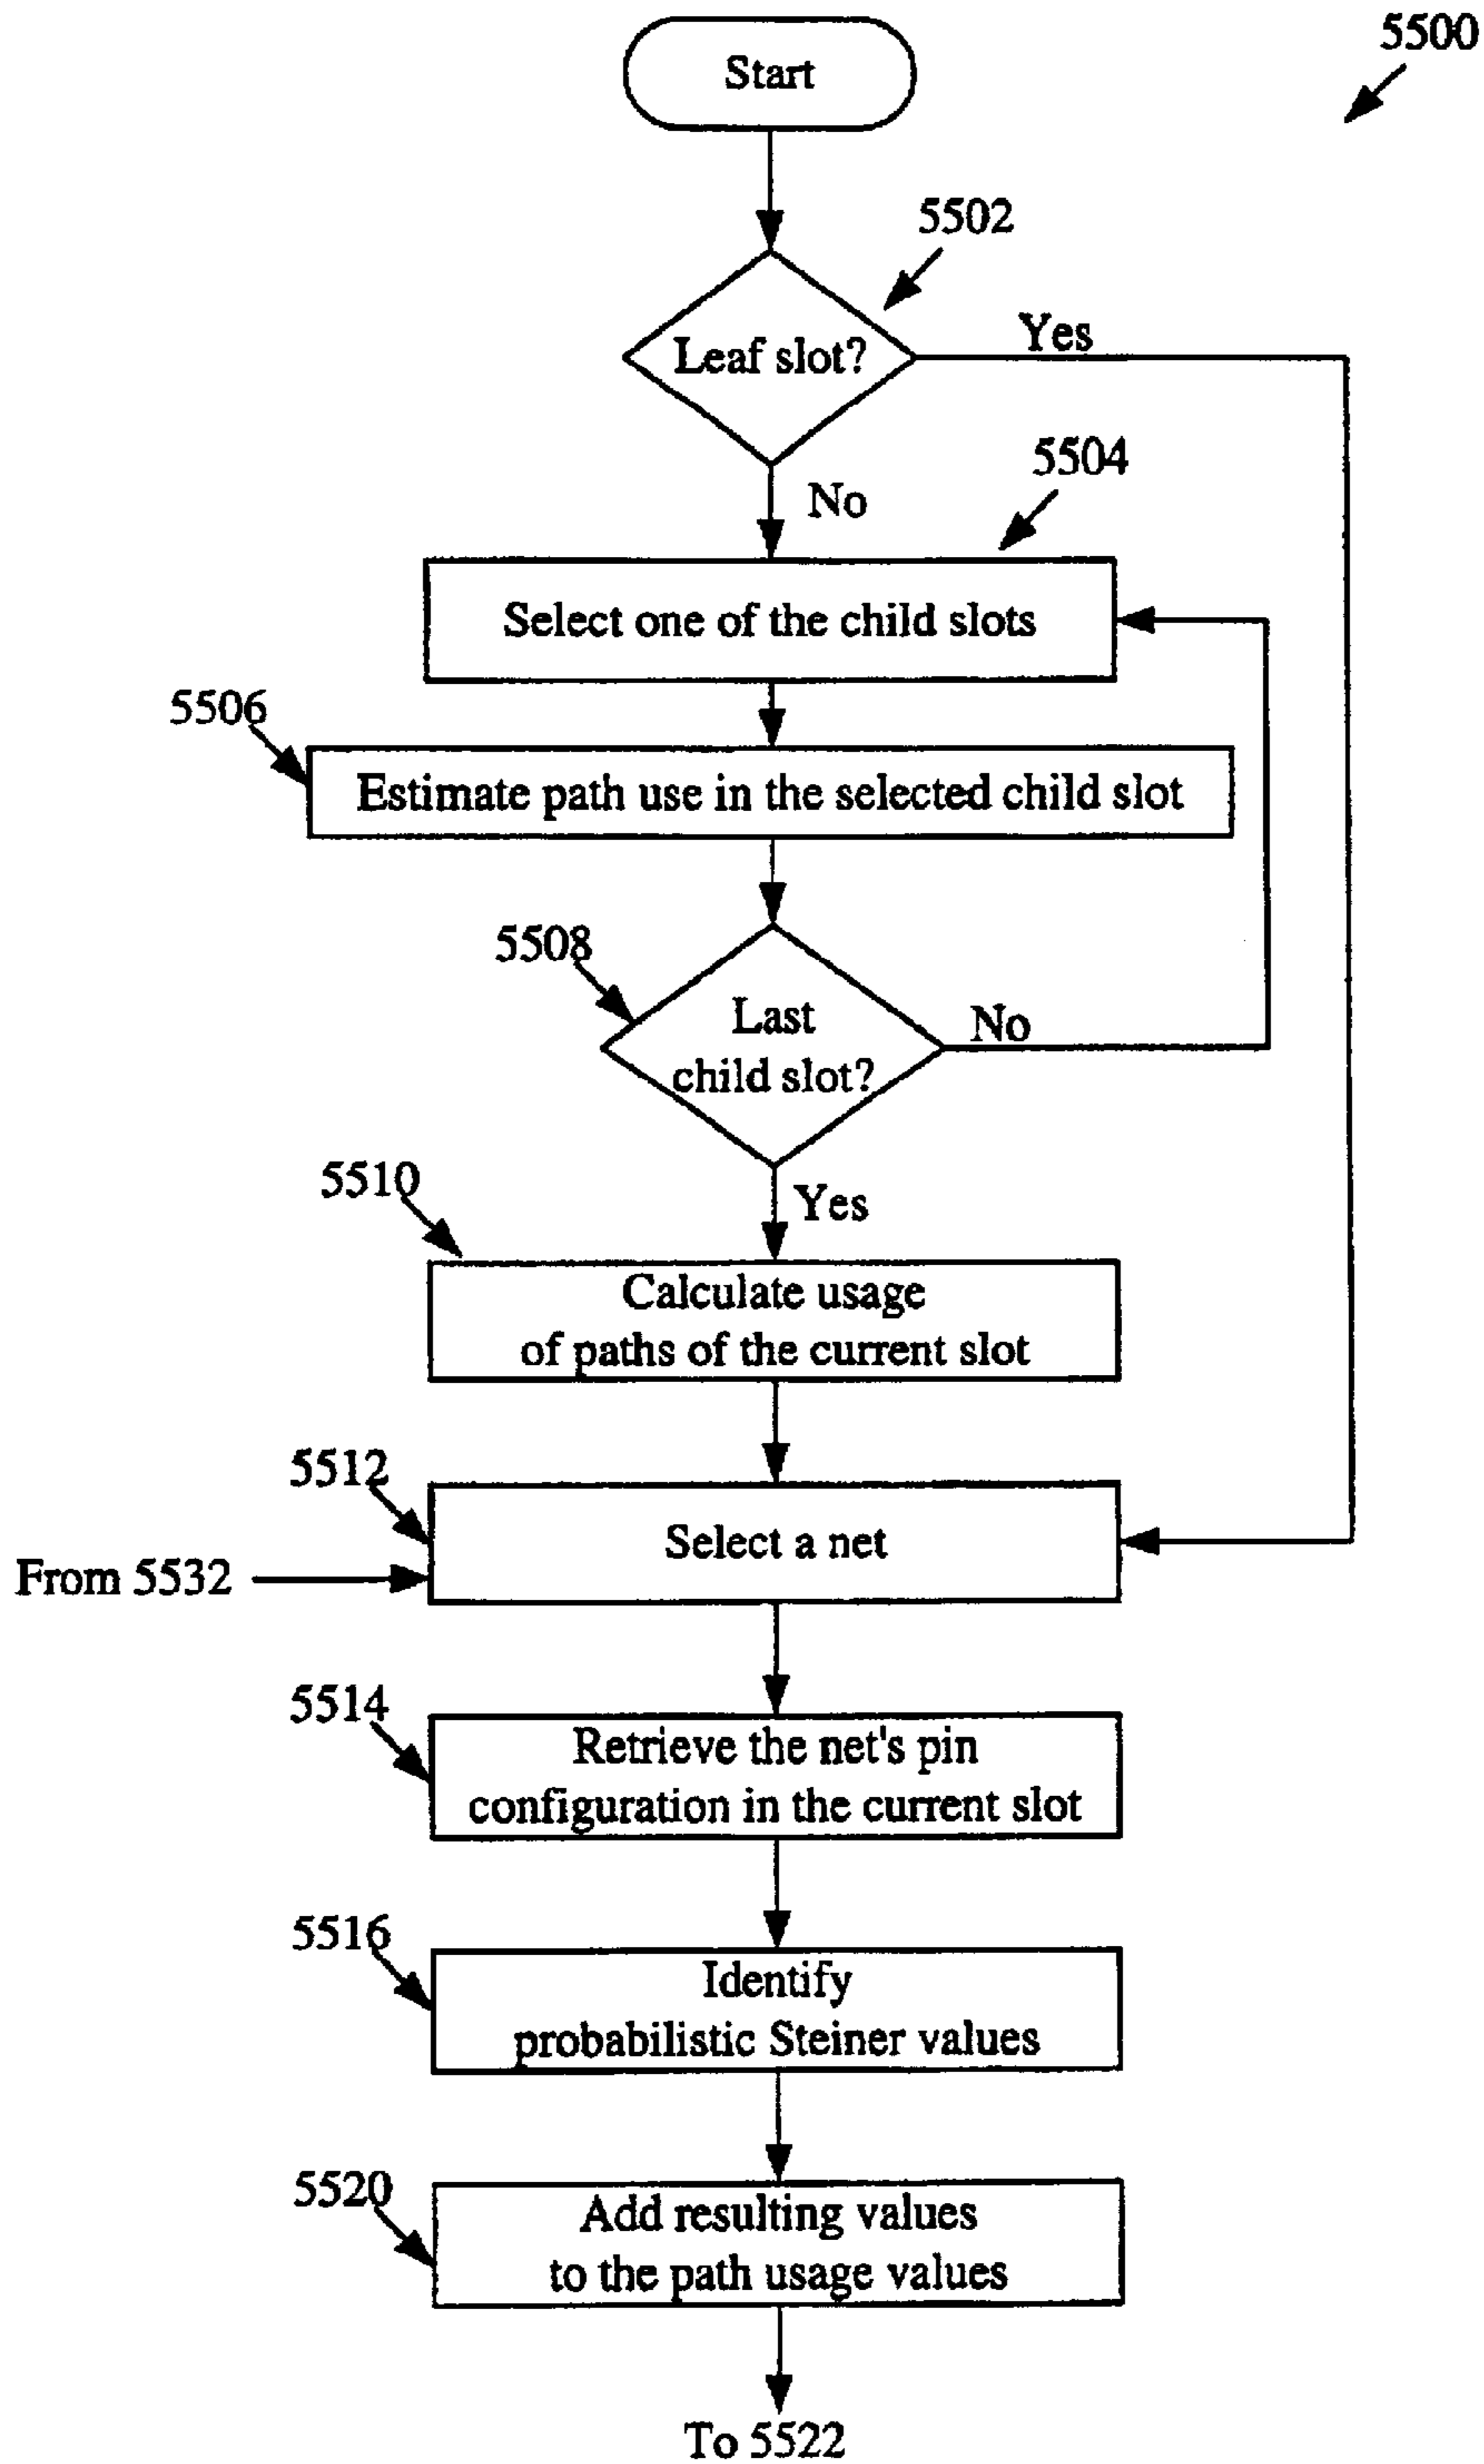 5500
Start
5502
Leaf slot?
Yes
No
5504
Select one of the child slots
5506
Estimate path use in the selected child slot
5508
Last
child slot?
No
Yes
5510
Calculate usage
of paths of the current slot
5512
Select a net
From 5532
5514
Retrieve the net's pin
configuration in the current slot
5516
Identify
probabilistic Steiner values
5520
Add resulting values
to the path usage values
To 5522